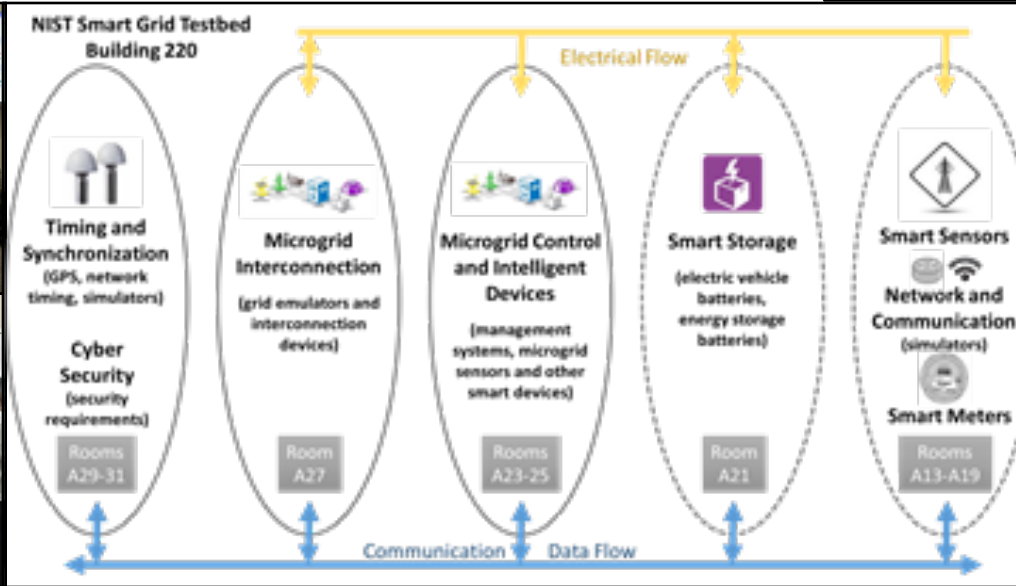 NIST Smart Grid Testbed
Building 220
Electrical Flow
Timing and
Synchronization
(GPS, network
timing, simulators)
Cyber
Security
(security
requirements)
Rooms
A29-31
Microgrid
Interconnection
(grid emulators and
interconnection
devices)
Room
A27
Microgrid Control
and Intelligent
Devices
(management
systems, microgrid
sensors and other
smart devices)
Rooms
A23-25
Smart Storage
(electric vehicle
batteries,
energy storage
batteries)
Room
A21
Smart Sensors
Network and
Communication
(simulators)
Smart Meters
Rooms
A13-A19
Communication Data Flow